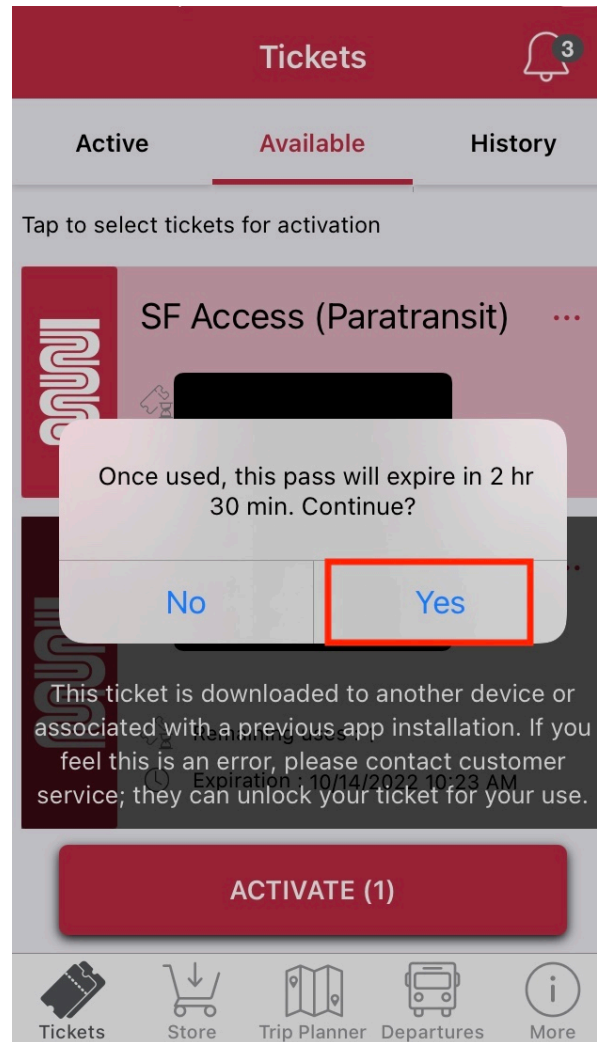 Tickets
3
Active Available History
Tap to select tickets for activation
SF Access (Paratransit)
Once used, this pass will expire in 2 hr
30 min. Continue?
No Yes
This ticket is downloaded to another device or
associated with a previous app installation. If you
Remaining uses :
feel this is an error, please contact customer
Expiration : 10/14/2022 10:23 AM
service; they can unlock your ticket for your use.
ACTIVATE (1)
Tickets Store Trip Planner Departures More